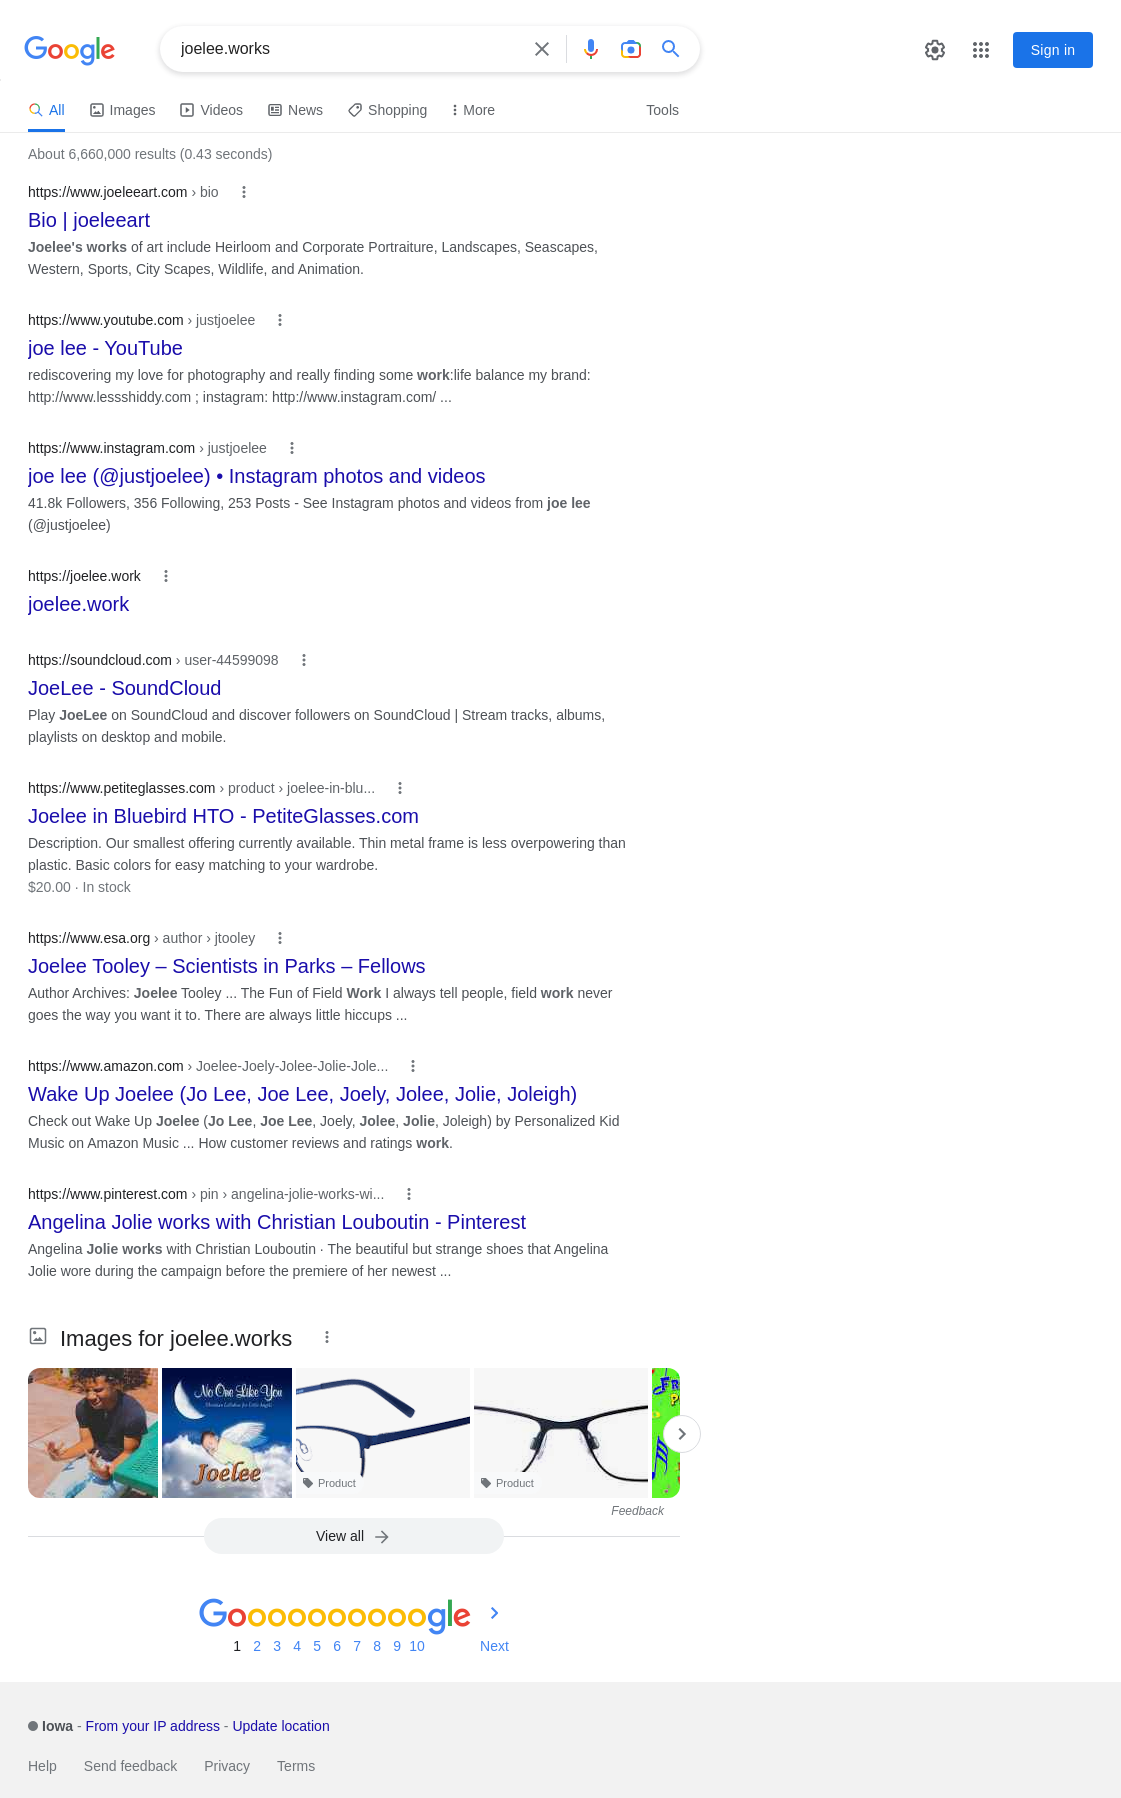 Google
joelee.works
Sign in
All Images Videos News Shopping More Tools
About 6,660,000 results (0.43 seconds)
https://www.joeleeart.com › bio
Bio | joeleeart
Joelee's works of art include Heirloom and Corporate Portraiture, Landscapes, Seascapes,
Western, Sports, City Scapes, Wildlife, and Animation.
https://www.youtube.com › justjoelee
joe lee - YouTube
rediscovering my love for photography and really finding some work:life balance my brand:
http://www.lessshiddy.com ; instagram: http://www.instagram.com/ ...
https://www.instagram.com › justjoelee
joe lee (@justjoelee) • Instagram photos and videos
41.8k Followers, 356 Following, 253 Posts - See Instagram photos and videos from joe lee
(@justjoelee)
https://joelee.work
joelee.work
https://soundcloud.com › user-44599098
JoeLee - SoundCloud
Play JoeLee on SoundCloud and discover followers on SoundCloud | Stream tracks, albums,
playlists on desktop and mobile.
https://www.petiteglasses.com › product › joelee-in-blu...
Joelee in Bluebird HTO - PetiteGlasses.com
Description. Our smallest offering currently available. Thin metal frame is less overpowering than
plastic. Basic colors for easy matching to your wardrobe.
$20.00 · In stock
https://www.esa.org › author › jtooley
Joelee Tooley – Scientists in Parks – Fellows
Author Archives: Joelee Tooley ... The Fun of Field Work I always tell people, field work never
goes the way you want it to. There are always little hiccups ...
https://www.amazon.com › Joelee-Joely-Jolee-Jolie-Jole...
Wake Up Joelee (Jo Lee, Joe Lee, Joely, Jolee, Jolie, Joleigh)
Check out Wake Up Joelee (Jo Lee, Joe Lee, Joely, Jolee, Jolie, Joleigh) by Personalized Kid
Music on Amazon Music ... How customer reviews and ratings work.
https://www.pinterest.com › pin › angelina-jolie-works-wi...
Angelina Jolie works with Christian Louboutin - Pinterest
Angelina Jolie works with Christian Louboutin · The beautiful but strange shoes that Angelina
Jolie wore during the campaign before the premiere of her newest ...
Images for joelee.works
No One Like You
Joelee
Product
Product
Feedback
View all
Goooooooooogle
1 2 3 4 5 6 7 8 9 10 Next
Iowa - From your IP address - Update location
Help Send feedback Privacy Terms